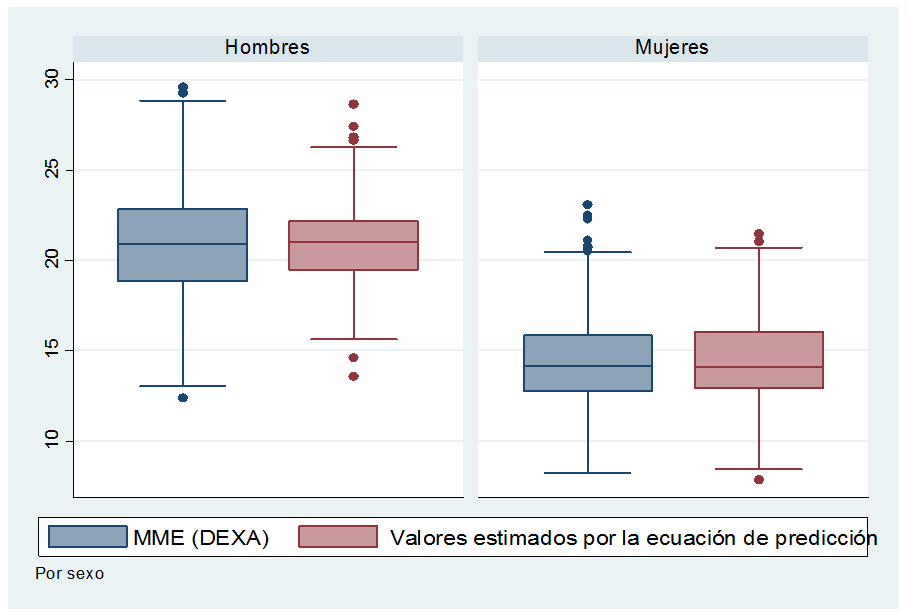 Hombres
Mujeres
30
25
20
15
10
MME (DEXA)
Valores estimados por la ecuación de predicción
Por sexo